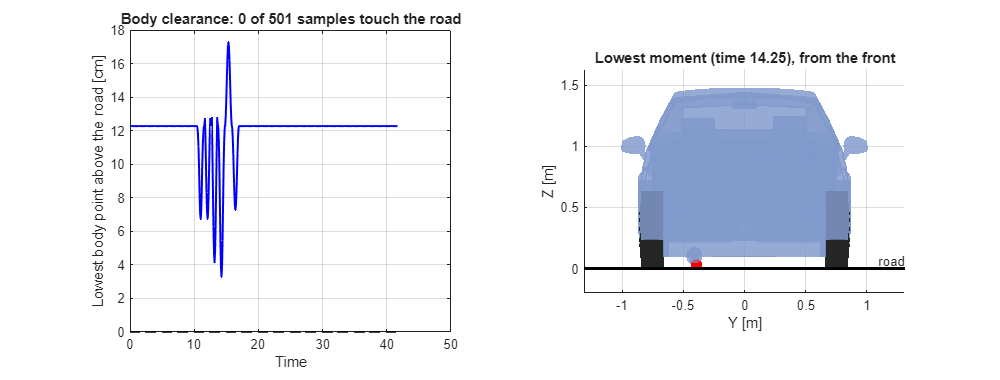 Body clearance: 0 of 501 samples touch the road
Lowest body point above the road [cm]
18
16
14
12
10
8
6
4
2
0
0 10 20 30 40 50
Time
Lowest moment (time 14.25), from the front
Z [m]
1.5
1
0.5
0
road
-1 -0.5 0 0.5 1
Y [m]